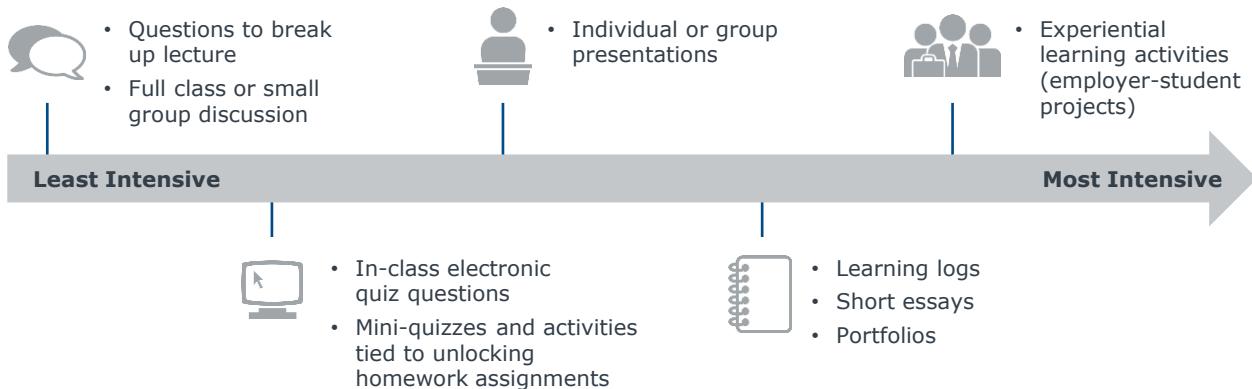 • Questions to break
up lecture
• Full class or small
group discussion
• Individual or group
presentations
• Experiential
learning activities
(employer-student
projects)
Least Intensive
Most Intensive
• In-class electronic
quiz questions
• Mini-quizzes and activities
tied to unlocking
homework assignments
• Learning logs
• Short essays
• Portfolios